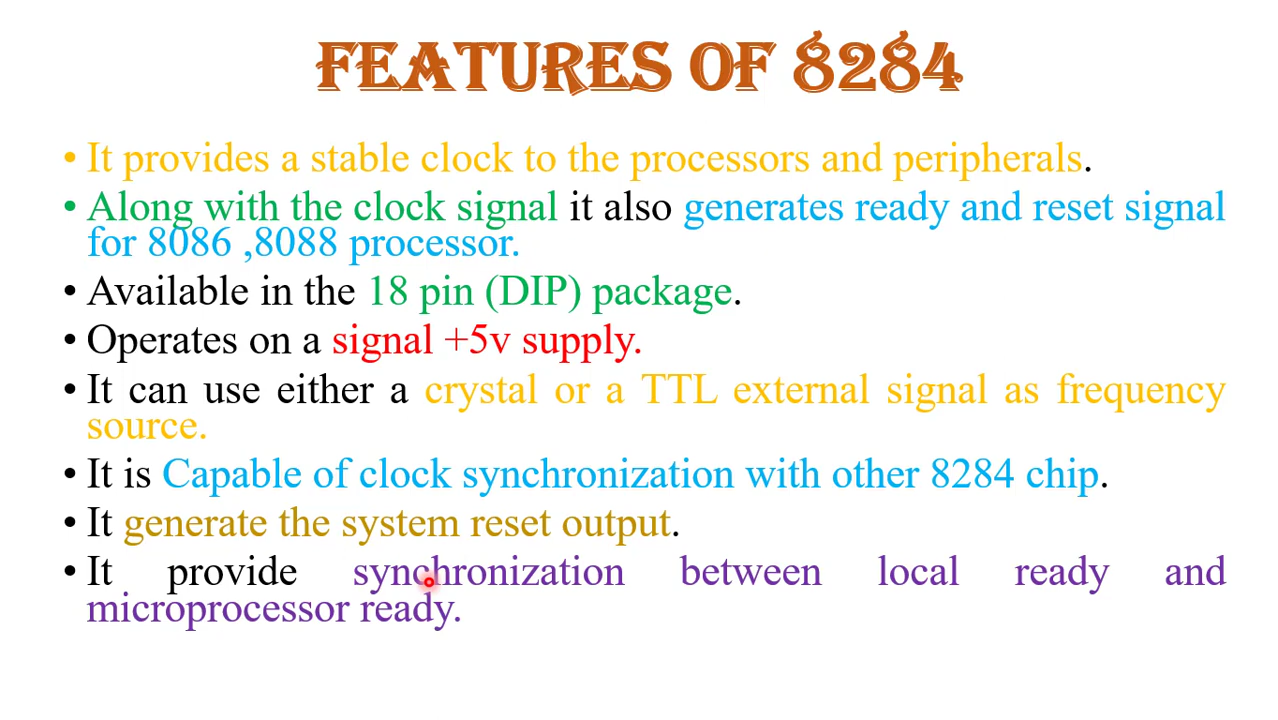 FEATURES OF 8284
• It provides a stable clock to the processors and peripherals.
• Along with the clock signal it also generates ready and reset signal
for 8086 ,8088 processor.
• Available in the 18 pin (DIP) package.
• Operates on a signal +5v supply.
• It can use either a crystal or a TTL external signal as frequency
source.
• It is Capable of clock synchronization with other 8284 chip.
• It generate the system reset output.
• It provide synchronization between local ready and
microprocessor ready.